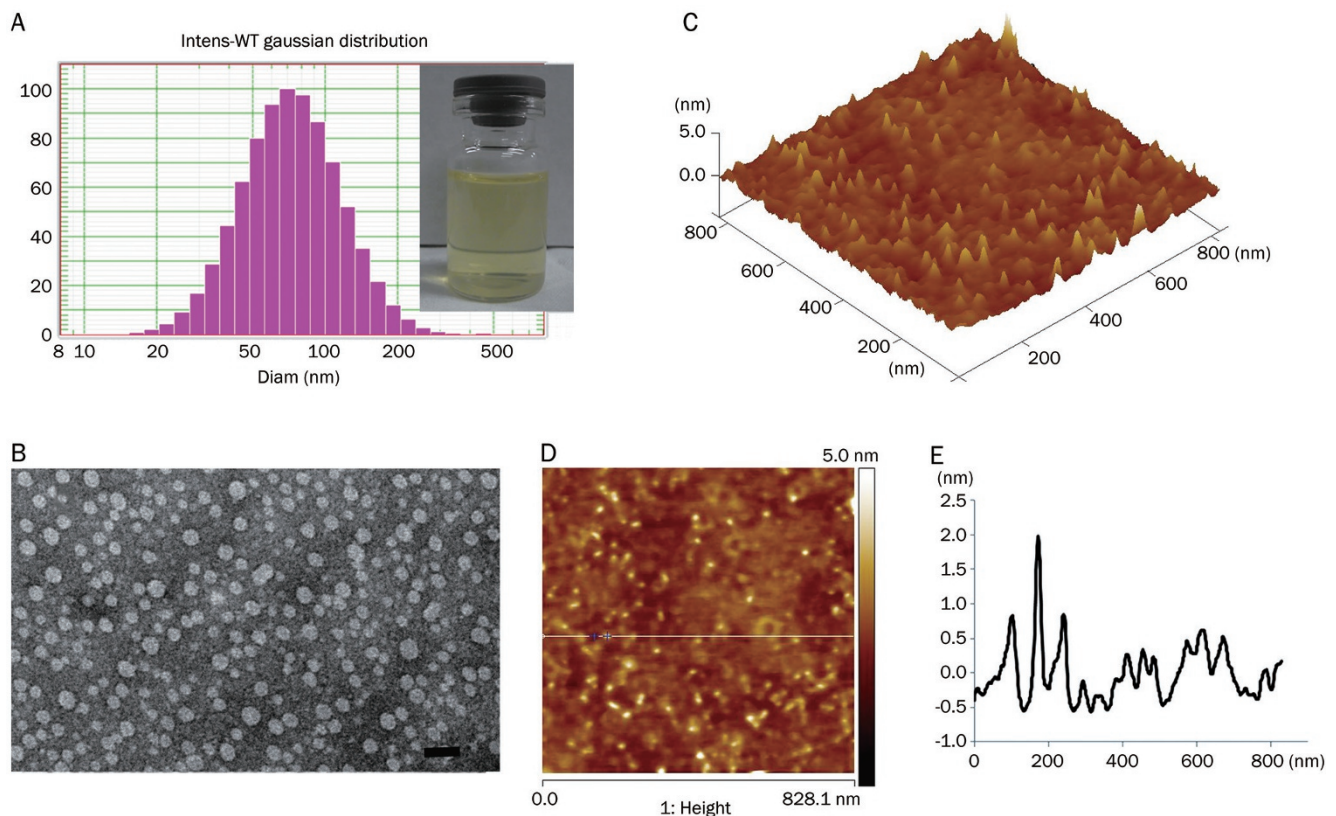 A
Intens-WT gaussian distribution
100
80
60
40
20
0
8 10 20 50 100 200 500
Diam (nm)
B
C
(nm)
5.0
0.0
800
600
400
200
(nm)
200
400
600
800 (nm)
D
5.0 nm
0.0 828.1 nm
1: Height
E
(nm)
2.5
2.0
1.5
1.0
0.5
0.0
-0.5
-1.0
0 200 400 600 800 (nm)